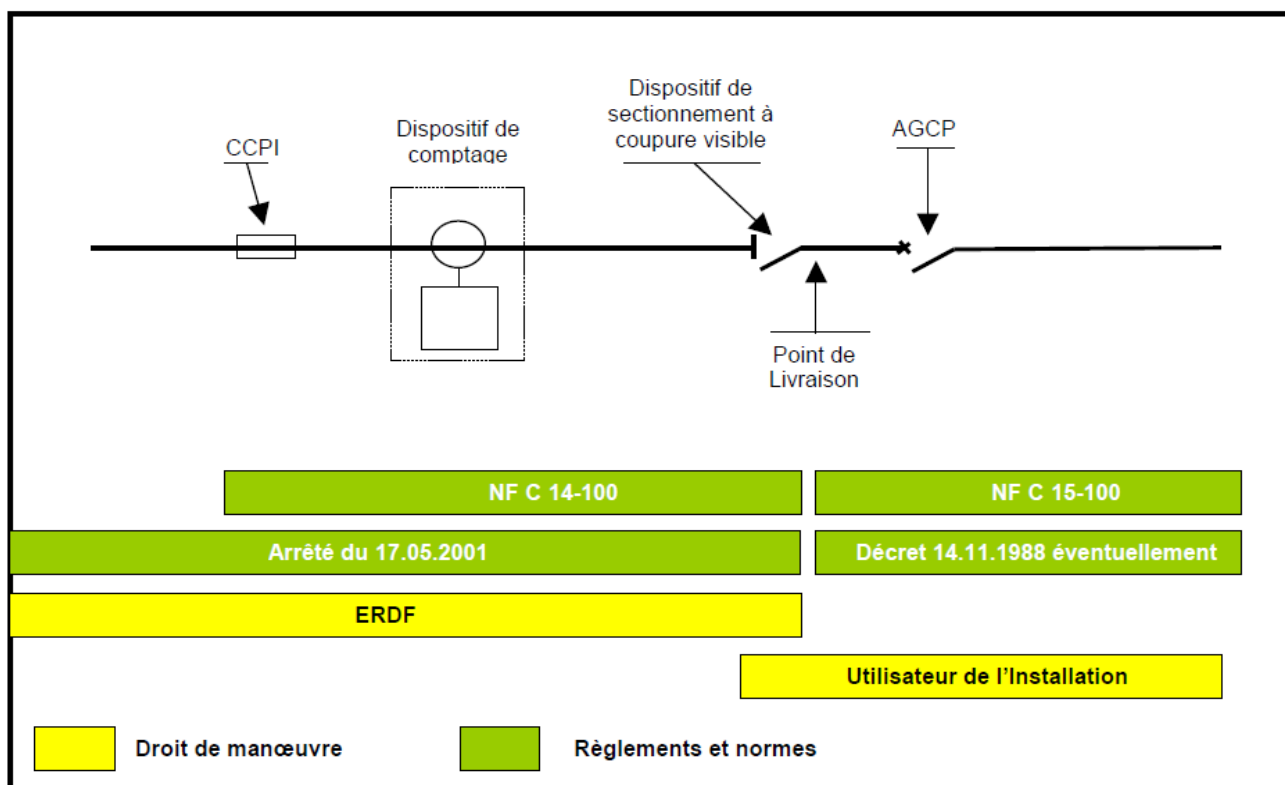 CCPI
Dispositif de
comptage
Dispositif de
sectionnement à
coupure visible
AGCP
Point de
Livraison
NF C 14-100
NF C 15-100
Arrêté du 17.05.2001
Décret 14.11.1988 éventuellement
ERDF
Utilisateur de l'Installation
Droit de manœuvre
Règlements et normes